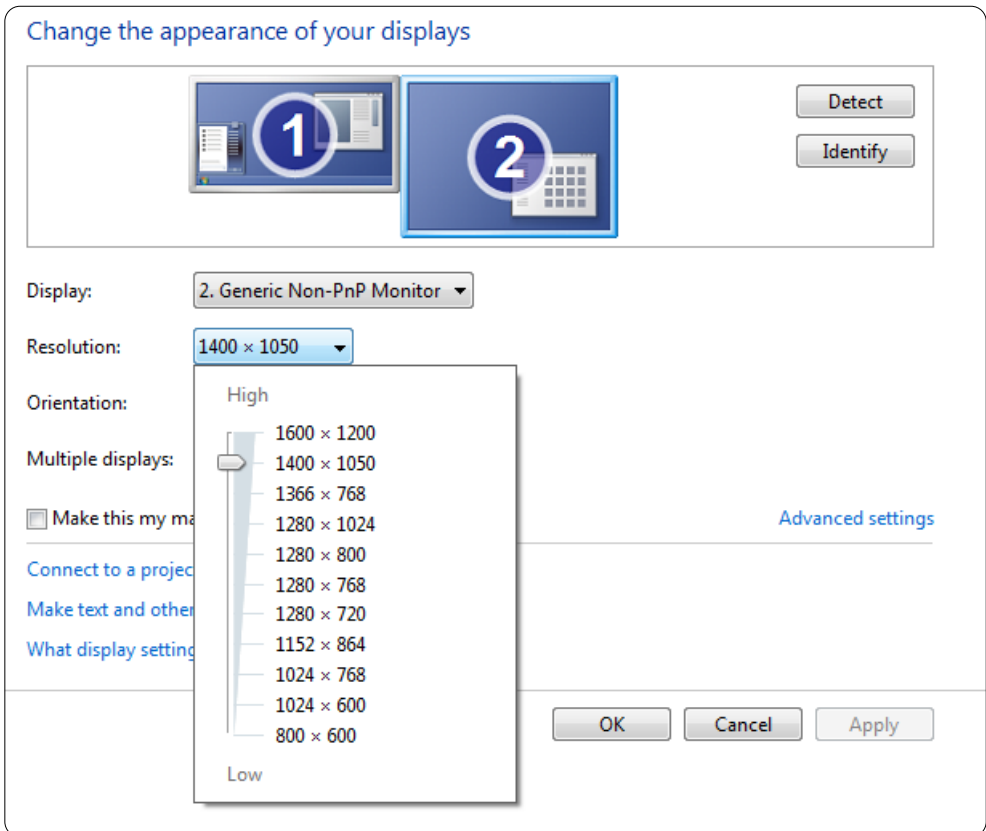 Change the appearance of your displays
1
2
Detect
Identify
Display:
2. Generic Non-PnP Monitor
Resolution:
1400 × 1050
Orientation:
High
1600 × 1200
1400 × 1050
1366 × 768
1280 × 1024
1280 × 800
1280 × 768
1280 × 720
1152 × 864
1024 × 768
1024 × 600
800 × 600
Low
Multiple displays:
Make this my ma
Advanced settings
Connect to a projec
Make text and other
What display setting
OK
Cancel
Apply